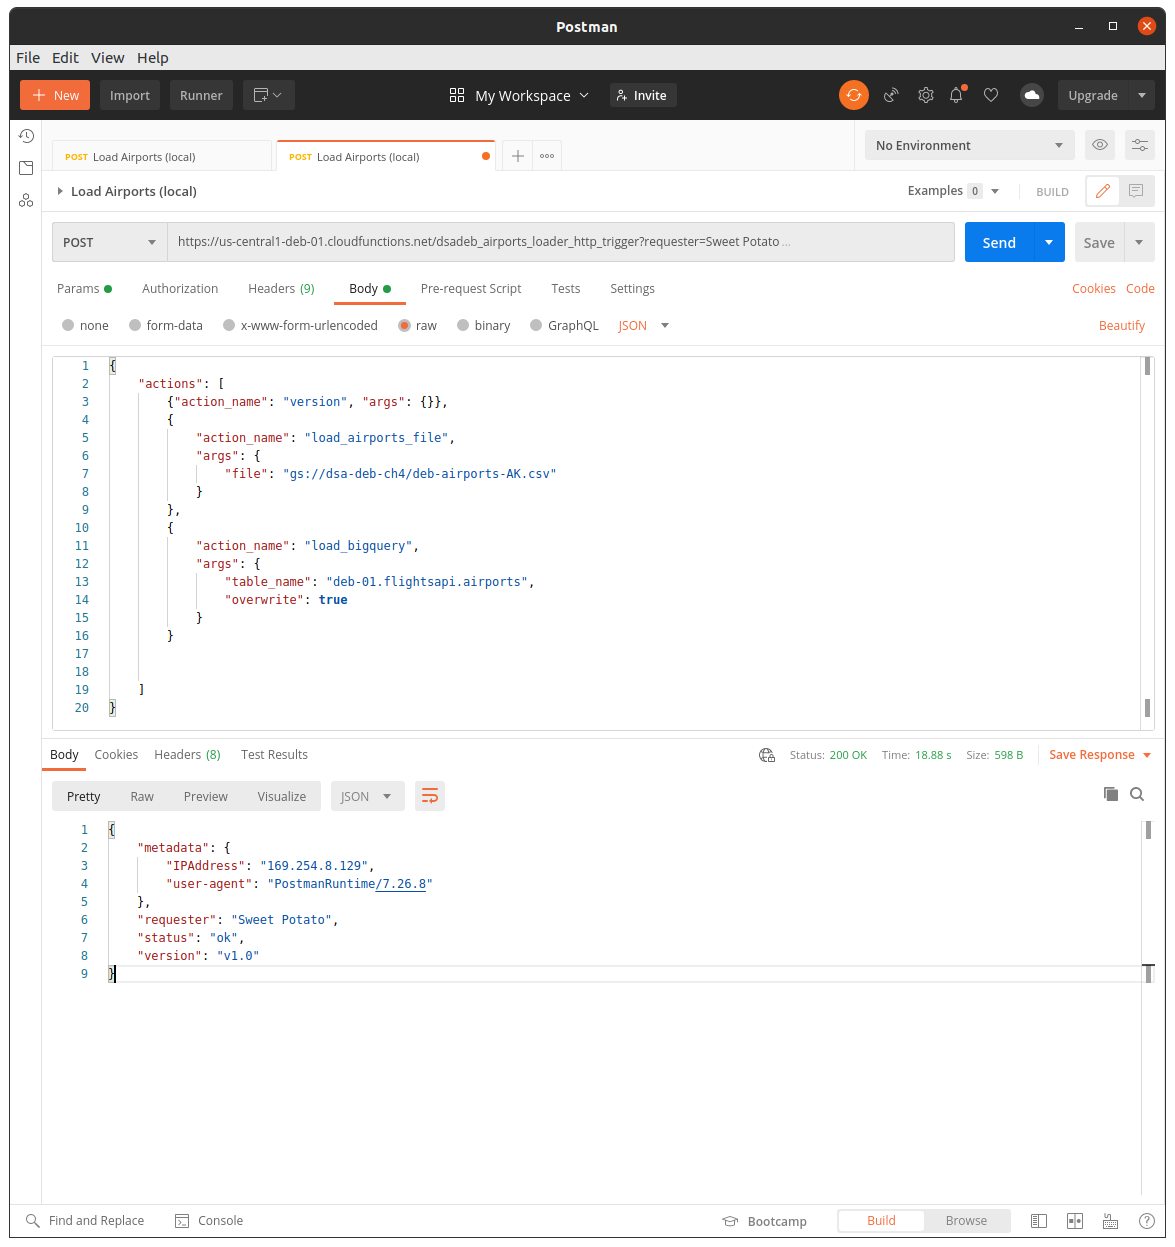 Postman
File Edit View Help
New Import Runner My Workspace Invite Upgrade
POST Load Airports (local) POST Load Airports (local) No Environment
Load Airports (local) Examples 0 BUILD
POST https://us-central1-deb-01.cloudfunctions.net/dsadeb_airports_loader_http_trigger?requester=Sweet Potato ... Send Save
Params Authorization Headers (9) Body Pre-request Script Tests Settings Cookies Code
none form-data x-www-form-urlencoded raw binary GraphQL JSON Beautify
1 {
2 "actions": [
3 {"action_name": "version", "args": {}},
4 {
5 "action_name": "load_airports_file",
6 "args": {
7 "file": "gs://dsa-deb-ch4/deb-airports-AK.csv"
8 }
9 },
10 {
11 "action_name": "load_bigquery",
12 "args": {
13 "table_name": "deb-01.flightsapi.airports",
14 "overwrite": true
15 }
16 }
17
18
19 ]
20 }
Body Cookies Headers (8) Test Results Status: 200 OK Time: 18.88 s Size: 598 B Save Response
Pretty Raw Preview Visualize JSON
1 {
2 "metadata": {
3 "IPAddress": "169.254.8.129",
4 "user-agent": "PostmanRuntime/7.26.8"
5 },
6 "requester": "Sweet Potato",
7 "status": "ok",
8 "version": "v1.0"
9 }
Find and Replace Console Bootcamp Build Browse